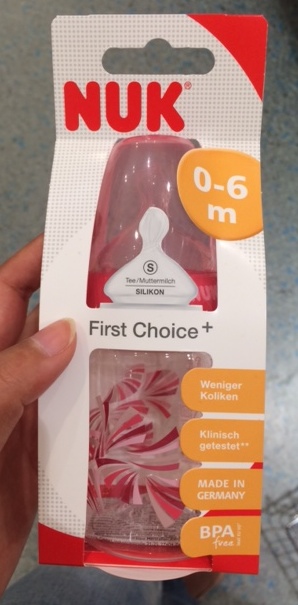 NUK®
0-6
m
S
Tee/Muttermilch
SILIKON
First Choice+
Weniger
Koliken
Klinisch
getestet**
MADE IN
GERMANY
BPA
free